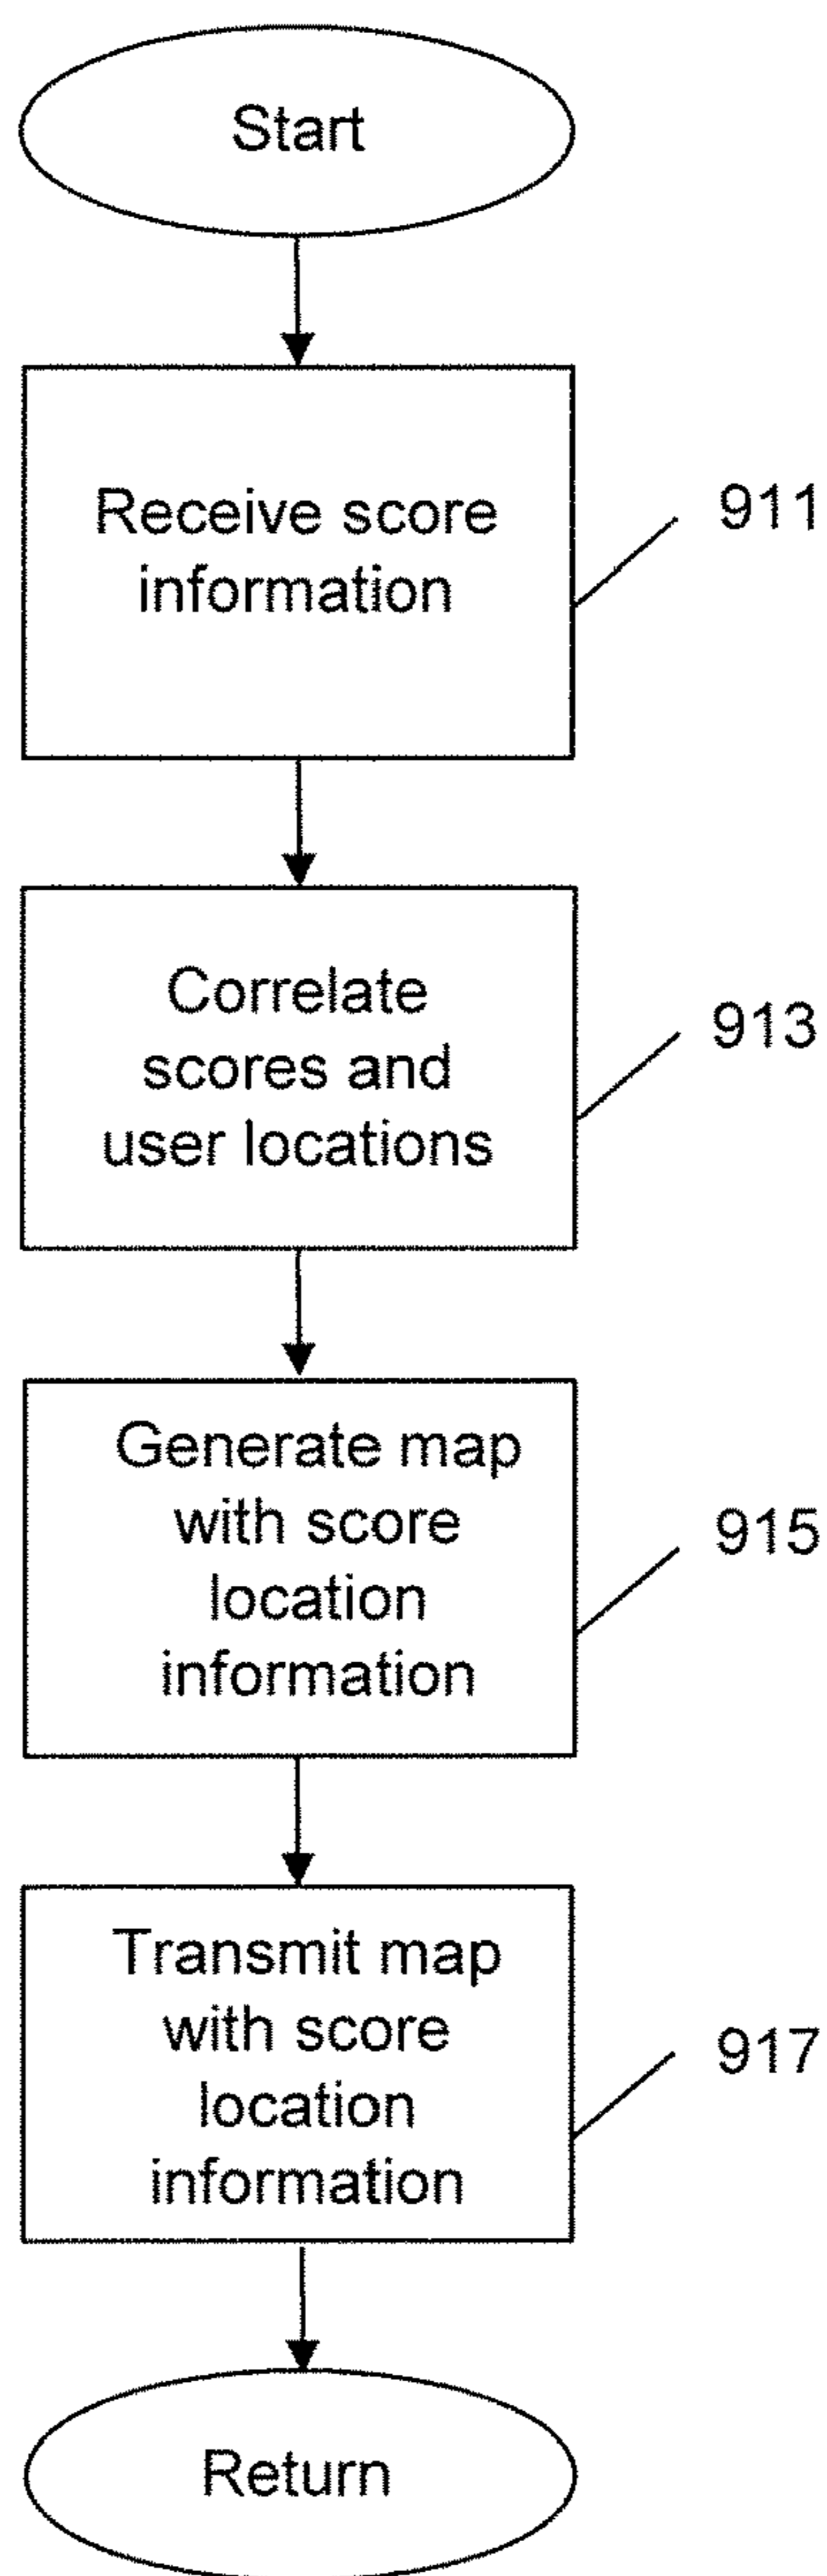 Start
Receive score
information
911
Correlate
scores and
user locations
913
Generate map
with score
location
information
915
Transmit map
with score
location
information
917
Return